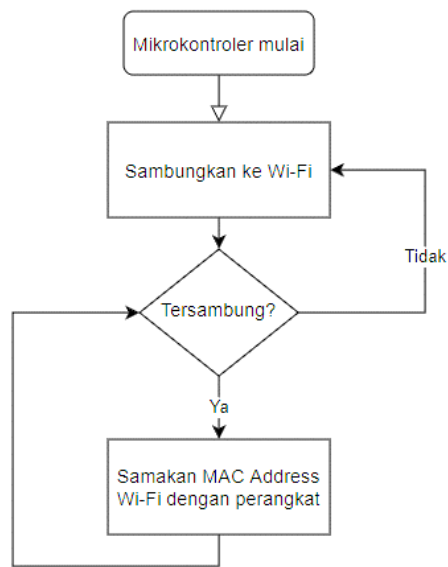 Mikrokontroler mulai
Sambungkan ke Wi-Fi
Tidak
Tersambung?
Ya
Samakan MAC Address
Wi-Fi dengan perangkat